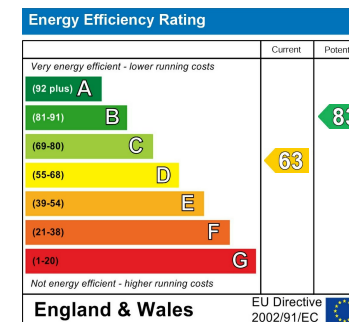 Energy Efficiency Rating
Current Potent
Very energy efficient - lower running costs
(92 plus) A
(81-91) B
83
(69-80) C
63
(55-68) D
(39-54) E
(21-38) F
(1-20) G
Not energy efficient - higher running costs
England & Wales
EU Directive
2002/91/EC